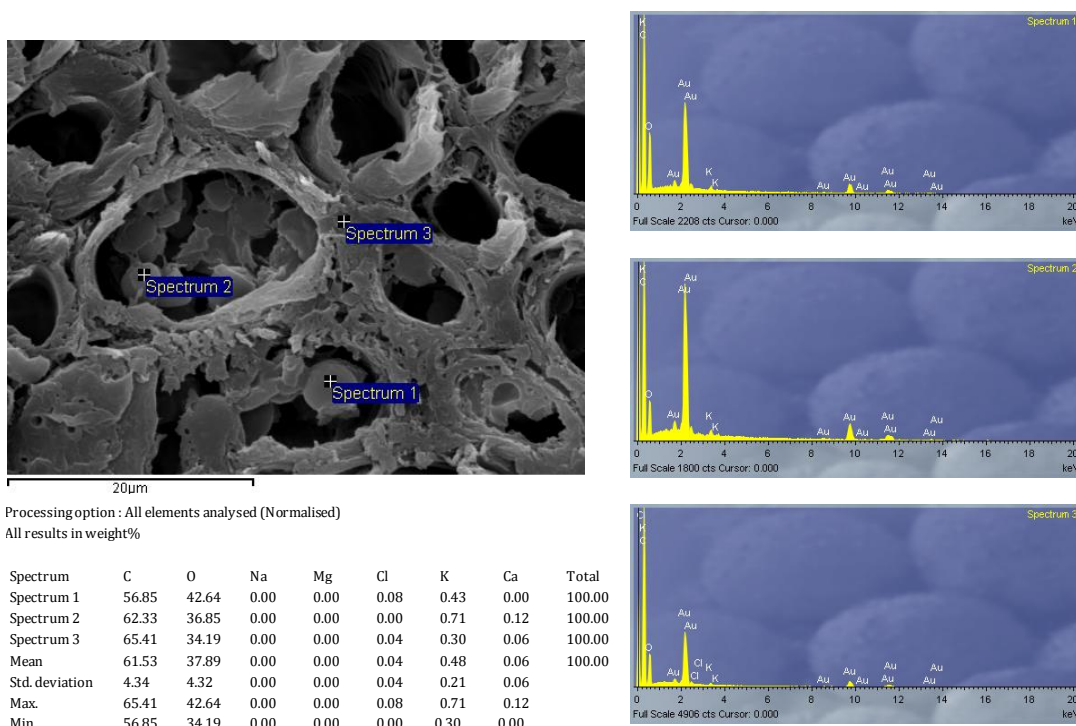 Spectrum 3
Spectrum 2
Spectrum 1
20µm
Processing option : All elements analysed (Normalised)
All results in weight%
Spectrum C O Na Mg Cl K Ca Total
Spectrum 1 56.85 42.64 0.00 0.00 0.08 0.43 0.00 100.00
Spectrum 2 62.33 36.85 0.00 0.00 0.00 0.71 0.12 100.00
Spectrum 3 65.41 34.19 0.00 0.00 0.04 0.30 0.06 100.00
Mean 61.53 37.89 0.00 0.00 0.04 0.48 0.06 100.00
Std. deviation 4.34 4.32 0.00 0.00 0.04 0.21 0.06
Max. 65.41 42.64 0.00 0.00 0.08 0.71 0.12
Min. 56.85 34.19 0.00 0.00 0.00 0.30 0.00
Spectrum 1
K
C
O
Au
Au
Au K
K
Au
Au
Au
Au
Au
Au
Au
0 2 4 6 8 10 12 14 16 18 20
Full Scale 2208 cts Cursor: 0.000 keV
Spectrum 2
K
C
O
Au
Au
Au K
K
Au
Au
Au
Au
Au
Au
Au
0 2 4 6 8 10 12 14 16 18 20
Full Scale 1800 cts Cursor: 0.000 keV
Spectrum 3
K
C
O
Au
Au
Cl
Au Cl K
K
Au
Au
Au
Au
Au
Au
Au
0 2 4 6 8 10 12 14 16 18 20
Full Scale 4906 cts Cursor: 0.000 keV